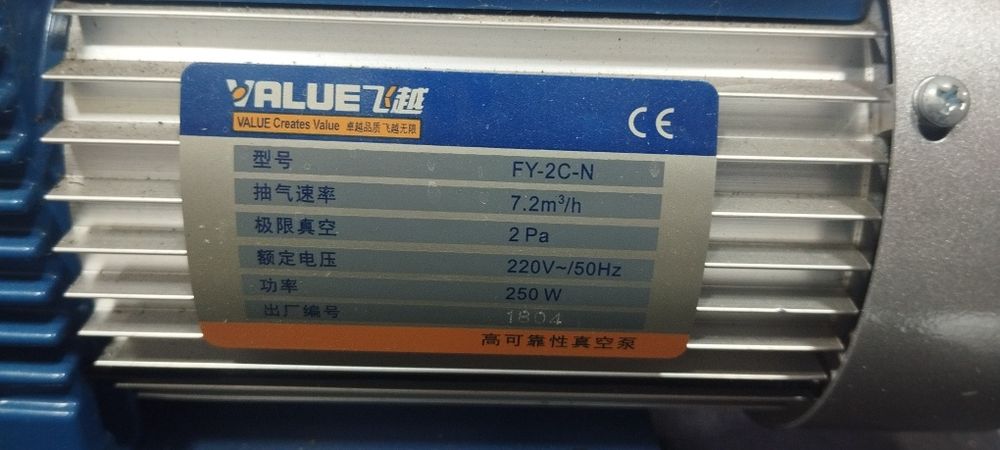 VALUE飞越
VALUE Creates Value 卓越品质 飞越无限
CE
型号 FY-2C-N
抽气速率 7.2m³/h
极限真空 2 Pa
额定电压 220V~/50Hz
功率 250 W
出厂编号 1804
高可靠性真空泵